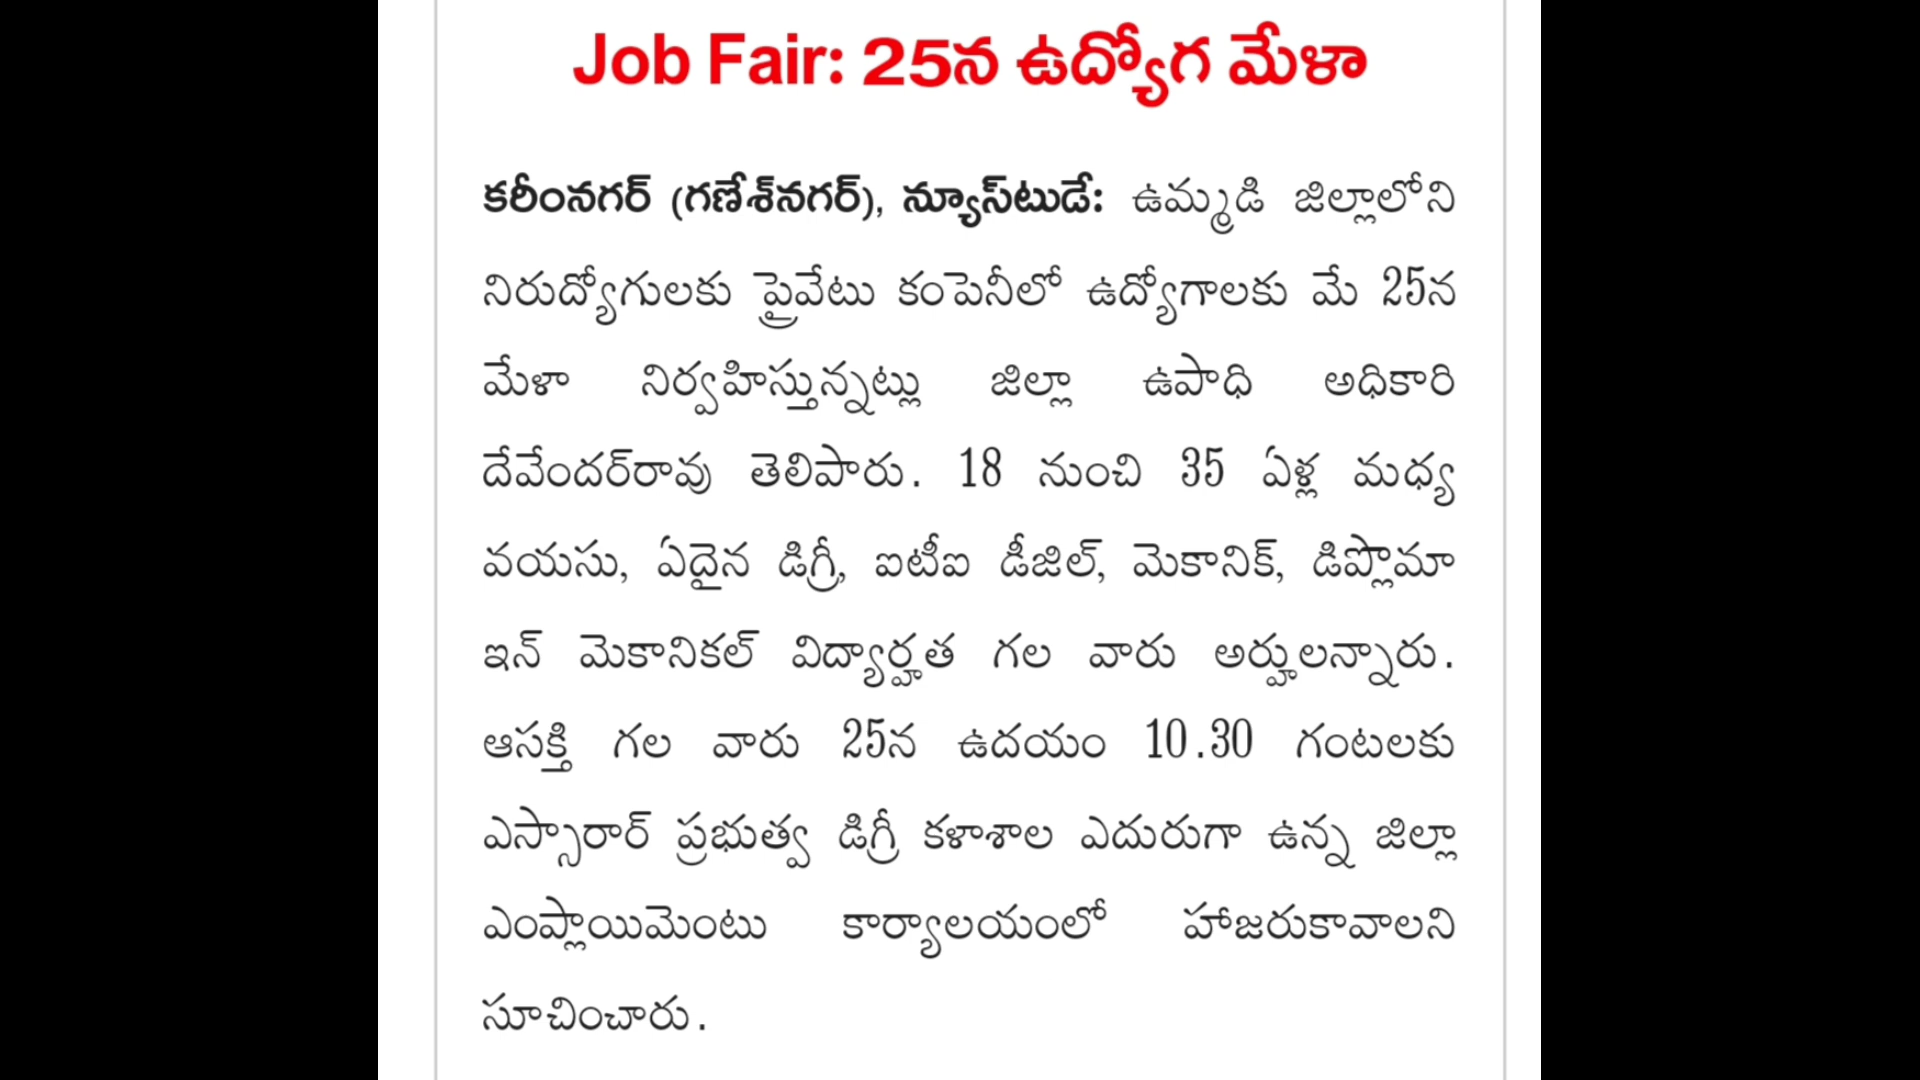 Job Fair: 25న ఉద్యోగ మేళా
కరీంనగర్ (గణేశ్‌నగర్), న్యూస్‌టుడే: ఉమ్మడి జిల్లాలోని
నిరుద్యోగులకు ప్రైవేటు కంపెనీలో ఉద్యోగాలకు మే 25న
మేళా నిర్వహిస్తున్నట్లు జిల్లా ఉపాధి అధికారి
దేవేందర్‌రావు తెలిపారు. 18 నుంచి 35 ఏళ్ల మధ్య
వయసు, ఏదైన డిగ్రీ, ఐటీఐ డీజిల్, మెకానిక్, డిప్లొమా
ఇన్ మెకానికల్ విద్యార్హత గల వారు అర్హులన్నారు.
ఆసక్తి గల వారు 25న ఉదయం 10.30 గంటలకు
ఎస్సారార్ ప్రభుత్వ డిగ్రీ కళాశాల ఎదురుగా ఉన్న జిల్లా
ఎంప్లాయిమెంటు కార్యాలయంలో హాజరుకావాలని
సూచించారు.